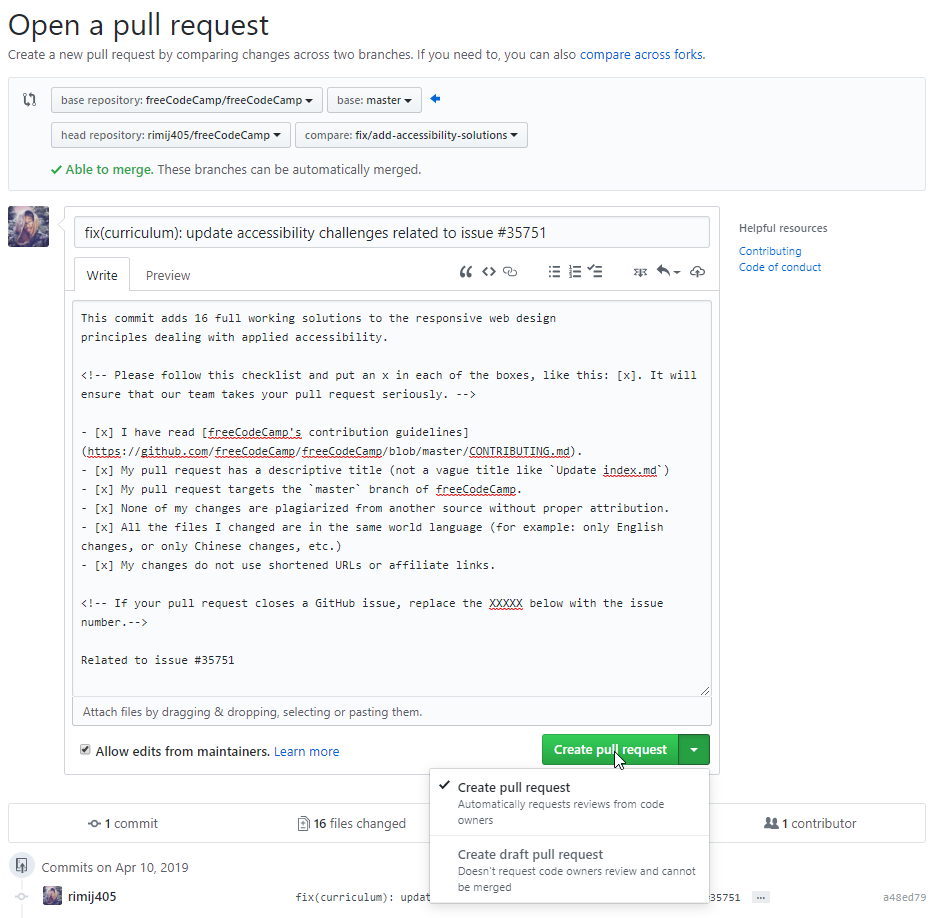 Open a pull request
Create a new pull request by comparing changes across two branches. If you need to, you can also compare across forks.
base repository: freeCodeCamp/freeCodeCamp
base: master
head repository: rimij405/freeCodeCamp
compare: fix/add-accessibility-solutions
Able to merge. These branches can be automatically merged.
fix(curriculum): update accessibility challenges related to issue #35751
Helpful resources
Contributing
Code of conduct
Write
Preview
This commit adds 16 full working solutions to the responsive web design
principles dealing with applied accessibility.
<!-- Please follow this checklist and put an x in each of the boxes, like this: [x]. It will
ensure that our team takes your pull request seriously. -->
- [x] I have read [freeCodeCamp's contribution guidelines]
(https://github.com/freeCodeCamp/freeCodeCamp/blob/master/CONTRIBUTING.md).
- [x] My pull request has a descriptive title (not a vague title like `Update index.md`)
- [x] My pull request targets the `master` branch of freeCodeCamp.
- [x] None of my changes are plagiarized from another source without proper attribution.
- [x] All the files I changed are in the same world language (for example: only English
changes, or only Chinese changes, etc.)
- [x] My changes do not use shortened URLs or affiliate links.
<!-- If your pull request closes a GitHub issue, replace the XXXXX below with the issue
number.-->
Related to issue #35751
Attach files by dragging & dropping, selecting or pasting them.
Allow edits from maintainers. Learn more
Create pull request
Create pull request
Automatically requests reviews from code
owners
Create draft pull request
Doesn't request code owners review and cannot
be merged
1 commit
16 files changed
1 contributor
Commits on Apr 10, 2019
rimij405
fix(curriculum): updat
35751
...
a48ed79